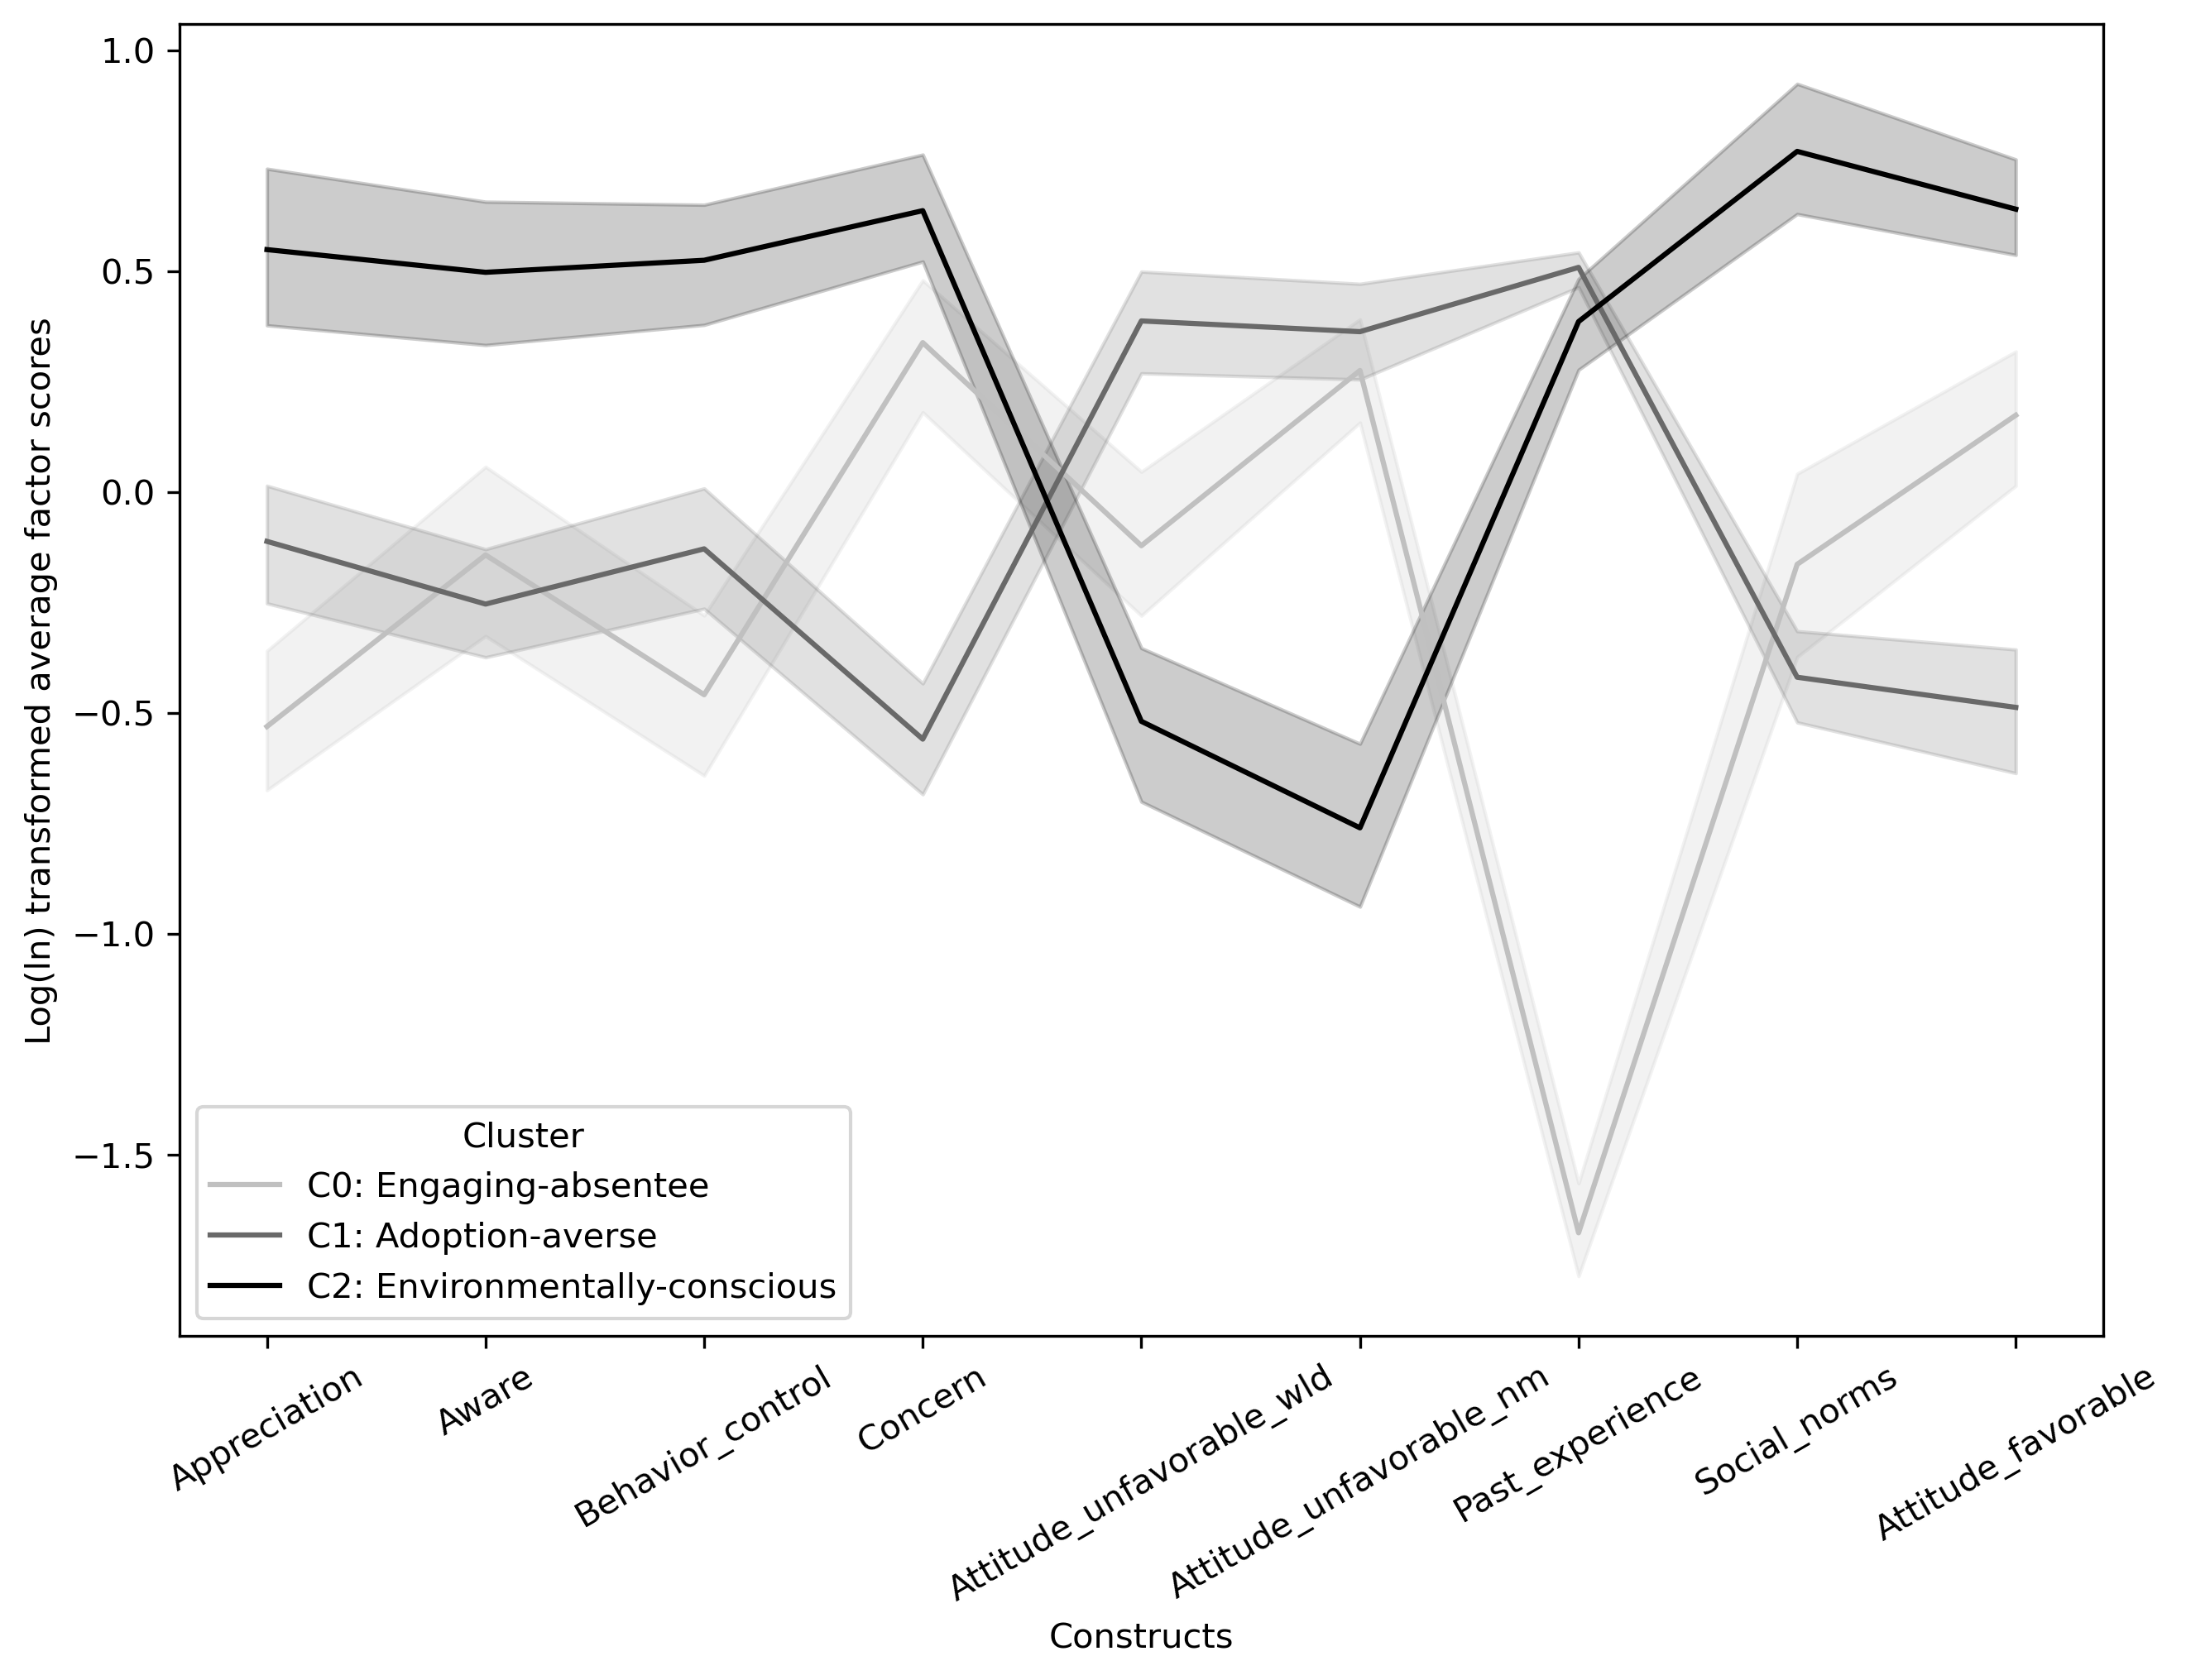 Log(ln) transformed average factor scores
1.0
0.5
0.0
−0.5
−1.0
−1.5
Cluster
C0: Engaging-absentee
C1: Adoption-averse
C2: Environmentally-conscious
Appreciation
Aware
Behavior_control
Concern
Attitude_unfavorable_wld
Attitude_unfavorable_nm
Past_experience
Social_norms
Attitude_favorable
Constructs